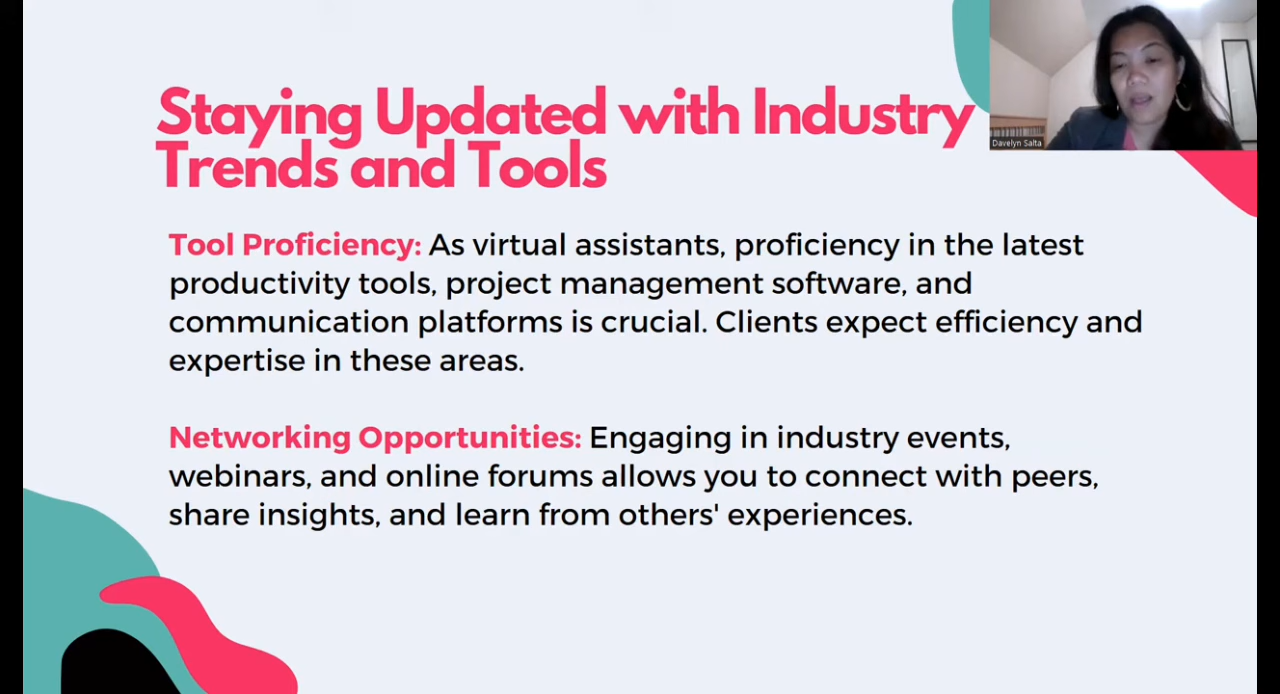 Staying Updated with Industry
Trends and Tools
Davelyn Salta
Tool Proficiency: As virtual assistants, proficiency in the latest
productivity tools, project management software, and
communication platforms is crucial. Clients expect efficiency and
expertise in these areas.
Networking Opportunities: Engaging in industry events,
webinars, and online forums allows you to connect with peers,
share insights, and learn from others' experiences.